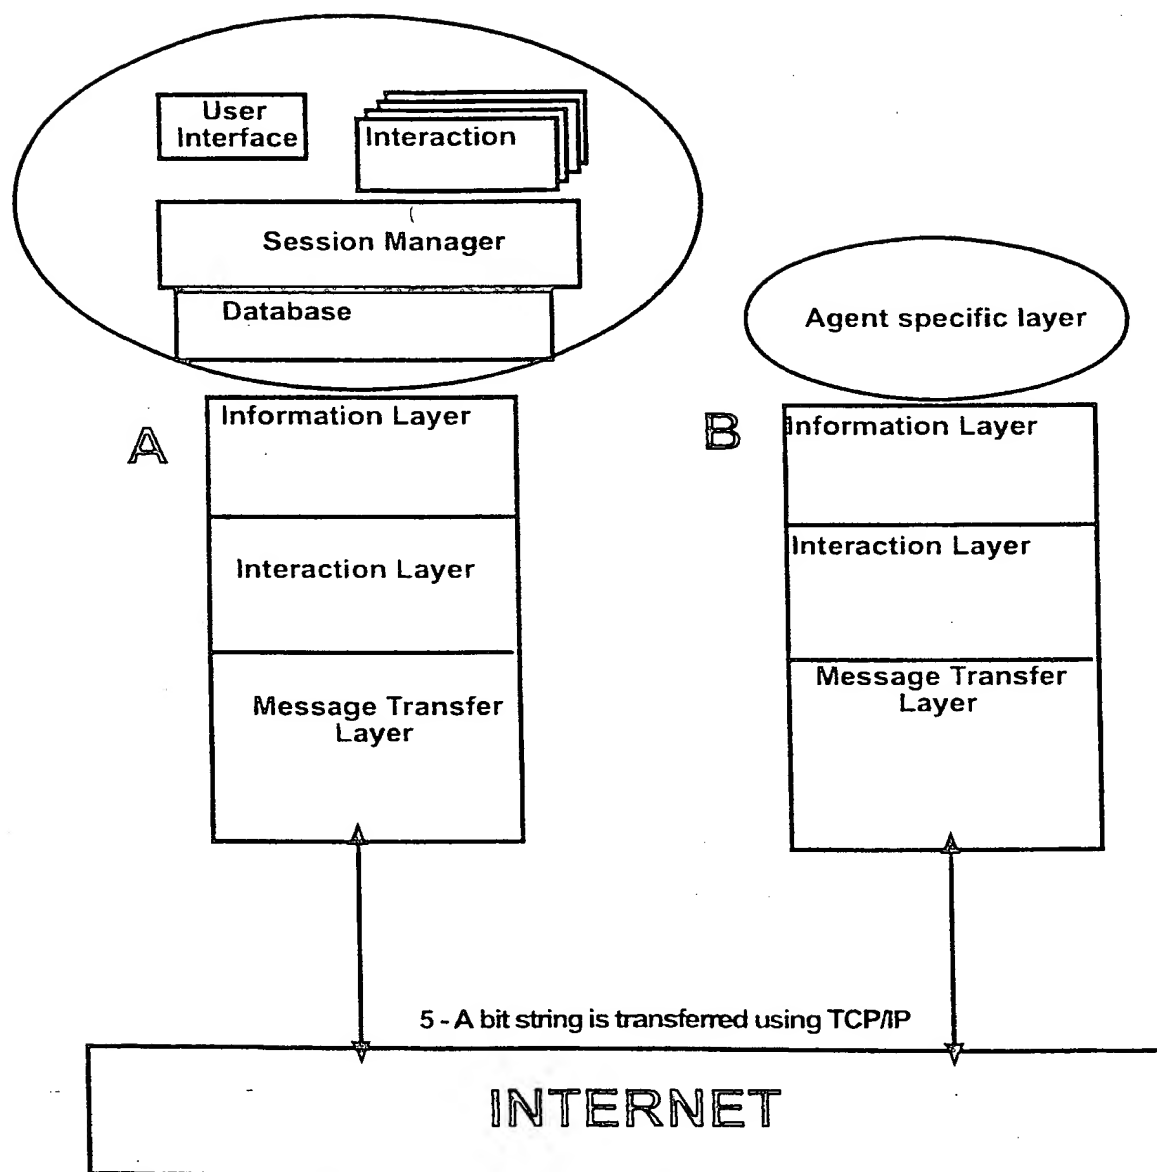 User
Interface
Interaction
Session Manager
Database
Agent specific layer
A
Information Layer
Interaction Layer
Message Transfer
Layer
B
Information Layer
Interaction Layer
Message Transfer
Layer
5 - A bit string is transferred using TCP/IP
INTERNET